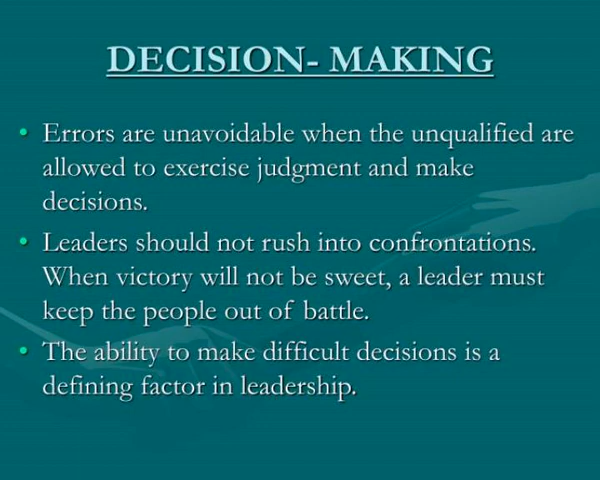 DECISION- MAKING
• Errors are unavoidable when the unqualified are
allowed to exercise judgment and make
decisions.
• Leaders should not rush into confrontations.
When victory will not be sweet, a leader must
keep the people out of battle.
• The ability to make difficult decisions is a
defining factor in leadership.